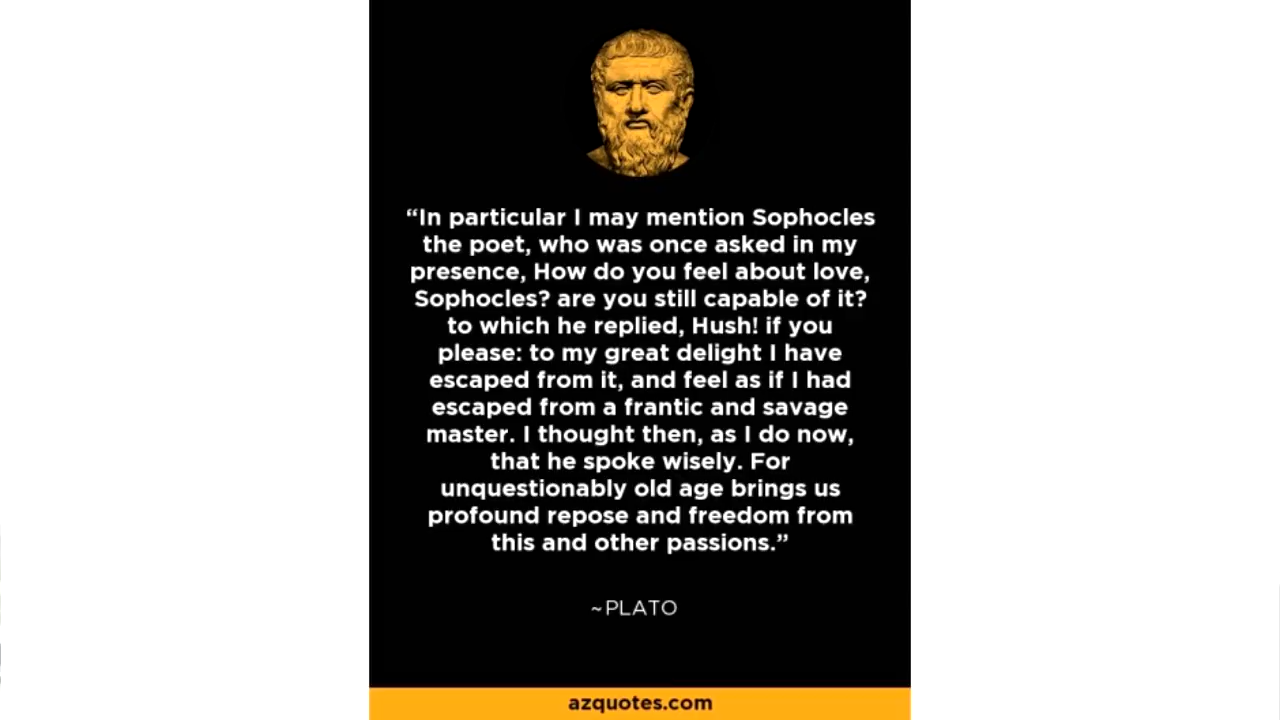 “In particular I may mention Sophocles
the poet, who was once asked in my
presence, How do you feel about love,
Sophocles? are you still capable of it?
to which he replied, Hush! if you
please: to my great delight I have
escaped from it, and feel as if I had
escaped from a frantic and savage
master. I thought then, as I do now,
that he spoke wisely. For
unquestionably old age brings us
profound repose and freedom from
this and other passions.”
~PLATO
azquotes.com